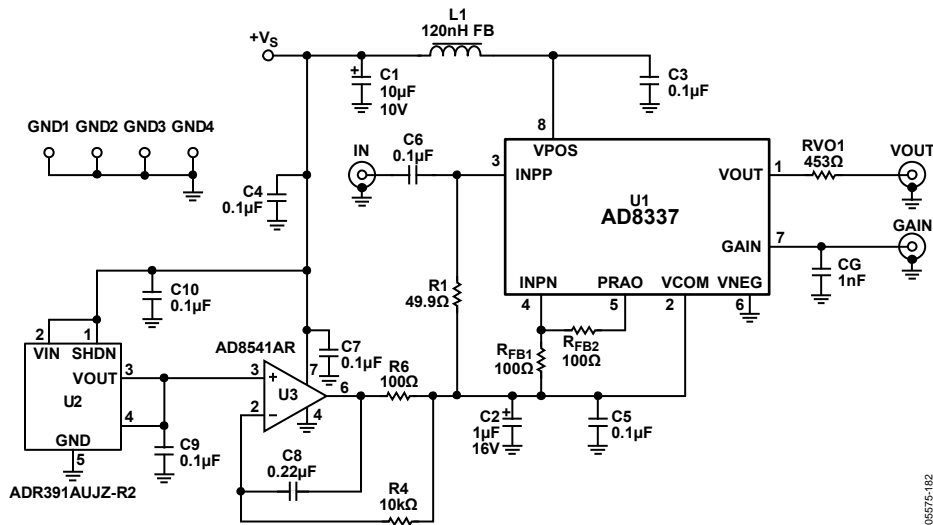 L1
120nH FB
+VS
C1
10µF
10V
C3
0.1µF
GND1 GND2 GND3 GND4
C6
0.1µF
IN
8
VPOS
3
INPP
VOUT
1
RVO1
453Ω
VOUT
U1
AD8337
GAIN
7
GAIN
CG
1nF
C4
0.1µF
C10
0.1µF
R1
49.9Ω
INPN
PRAO
VCOM
VNEG
4
5
2
6
RFB2
100Ω
RFB1
100Ω
2
1
VIN
SHDN
VOUT
3
U2
4
GND
5
ADR391AUJZ-R2
C9
0.1µF
AD8541AR
C7
0.1µF
3
+
7
U3
6
2
–
4
R6
100Ω
C2
1µF
16V
+
C5
0.1µF
C8
0.22µF
R4
10kΩ
05575-182